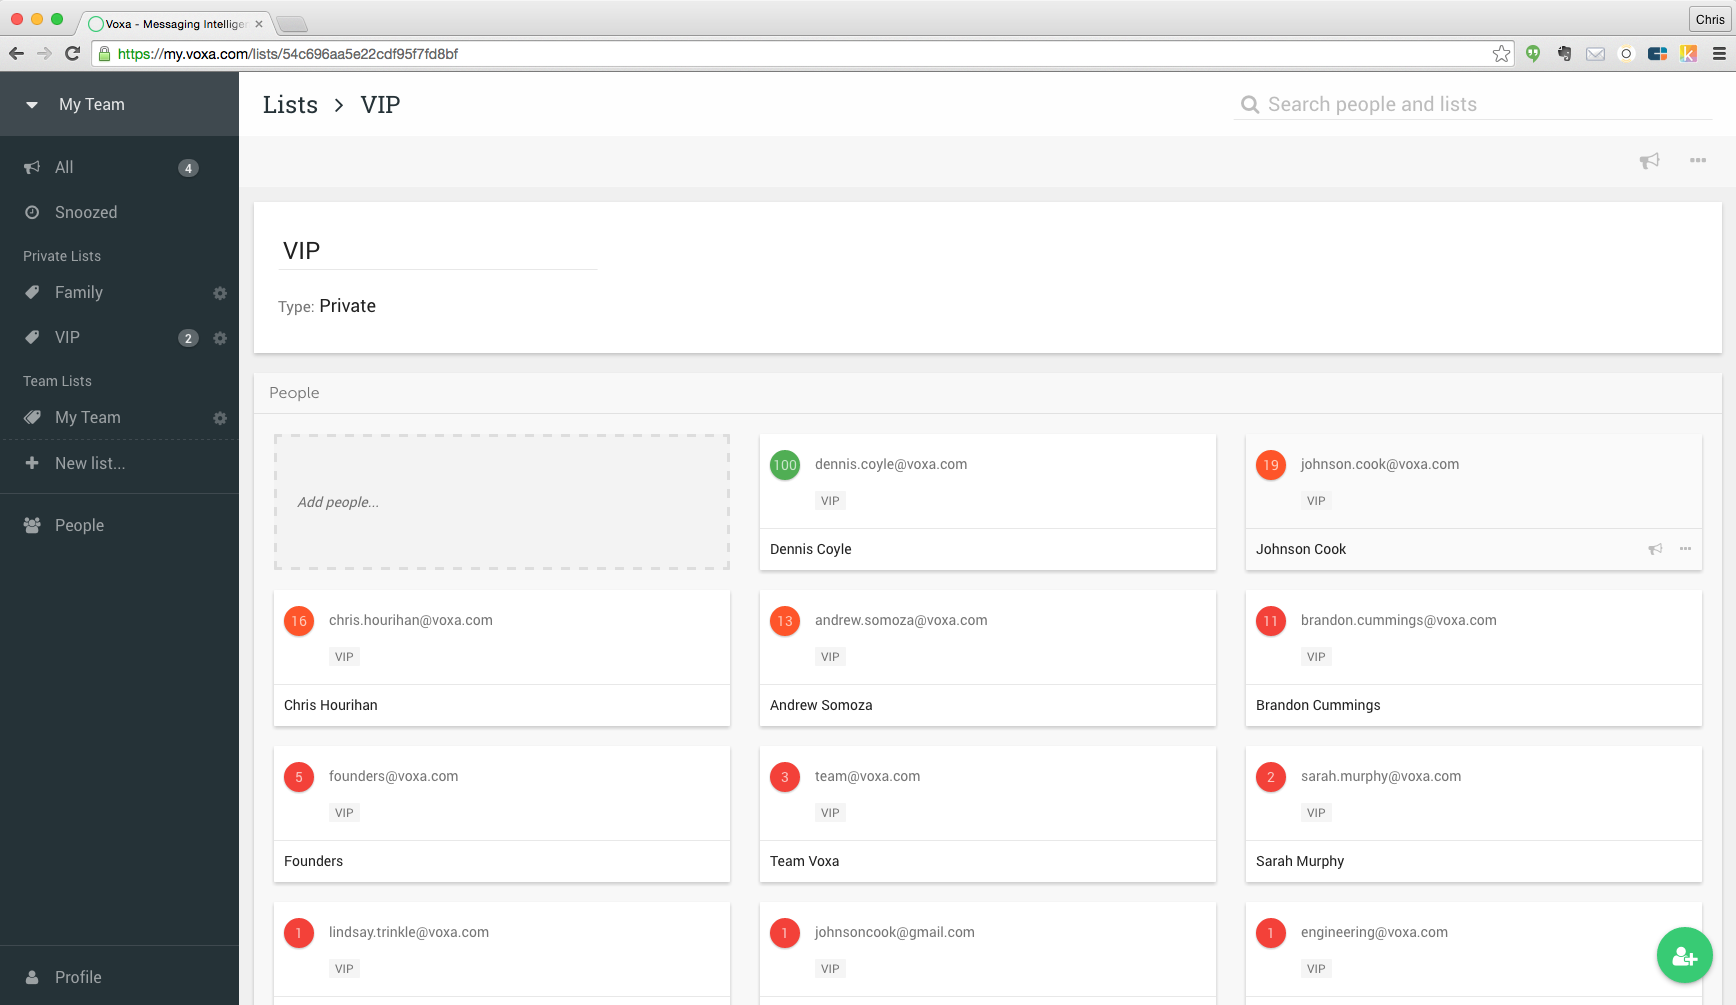 Voxa - Messaging Intellige
Chris
https://my.voxa.com/lists/54c696aa5e22cdf95f7fd8bf
My Team
All 4
Snoozed
Private Lists
Family
VIP 2
Team Lists
My Team
New list...
People
Profile
Lists > VIP
Search people and lists
VIP
Type: Private
People
Add people...
100 dennis.coyle@voxa.com
VIP
Dennis Coyle
19 johnson.cook@voxa.com
VIP
Johnson Cook
16 chris.hourihan@voxa.com
VIP
Chris Hourihan
13 andrew.somoza@voxa.com
VIP
Andrew Somoza
11 brandon.cummings@voxa.com
VIP
Brandon Cummings
5 founders@voxa.com
VIP
Founders
3 team@voxa.com
VIP
Team Voxa
2 sarah.murphy@voxa.com
VIP
Sarah Murphy
1 lindsay.trinkle@voxa.com
VIP
1 johnsoncook@gmail.com
VIP
1 engineering@voxa.com
VIP